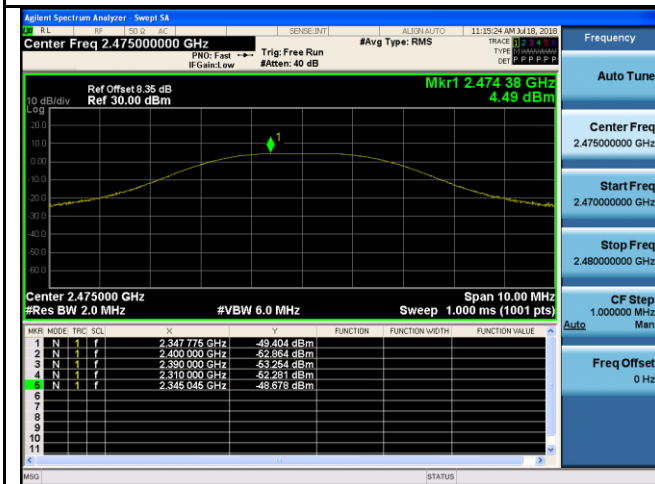 Agilent Spectrum Analyzer - Swept SA
RL RF 50 Ω AC SENSE:INT ALIGN AUTO 11:15:24 AM Jul 18, 2018
Center Freq 2.475000000 GHz
PNO: Fast
IFGain:Low
Trig: Free Run
#Atten: 40 dB
#Avg Type: RMS
TRACE 1 2 3 4 5 6
TYPE
DET P P P P P P
Ref Offset 8.35 dB
Ref 30.00 dBm
10 dB/div
Log
Mkr1 2.474 38 GHz
4.49 dBm
20.0
10.0
0.00
-10.0
-20.0
-30.0
-40.0
-50.0
-60.0
1
Center 2.475000 GHz Span 10.00 MHz
#Res BW 2.0 MHz #VBW 6.0 MHz Sweep 1.000 ms (1001 pts)
MKR MODE TRC SCL X Y FUNCTION FUNCTION WIDTH FUNCTION VALUE
1 N 1 f 2.347 775 GHz -49.404 dBm
2 N 1 f 2.400 000 GHz -52.864 dBm
3 N 1 f 2.390 000 GHz -53.254 dBm
4 N 1 f 2.310 000 GHz -52.281 dBm
5 N 1 f 2.345 045 GHz -48.678 dBm
6
7
8
9
10
11
MSG STATUS
Frequency
Auto Tune
Center Freq
2.475000000 GHz
Start Freq
2.470000000 GHz
Stop Freq
2.480000000 GHz
CF Step
1.000000 MHz
Auto Man
Freq Offset
0 Hz